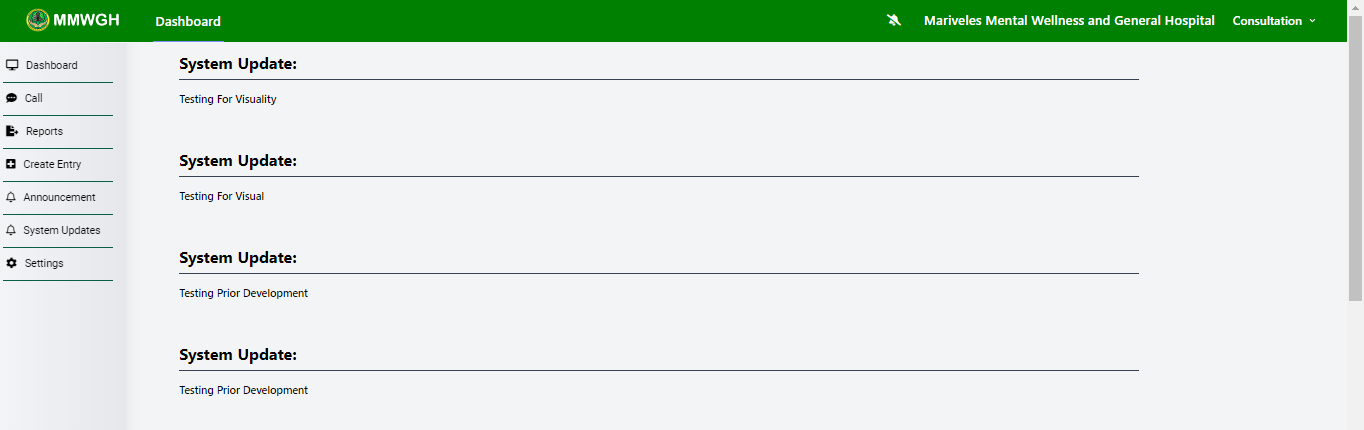 MMWGH Dashboard Mariveles Mental Wellness and General Hospital Consultation
Dashboard
Call
Reports
Create Entry
Announcement
System Updates
Settings
System Update:
Testing For Visuality
System Update:
Testing For Visual
System Update:
Testing Prior Development
System Update:
Testing Prior Development